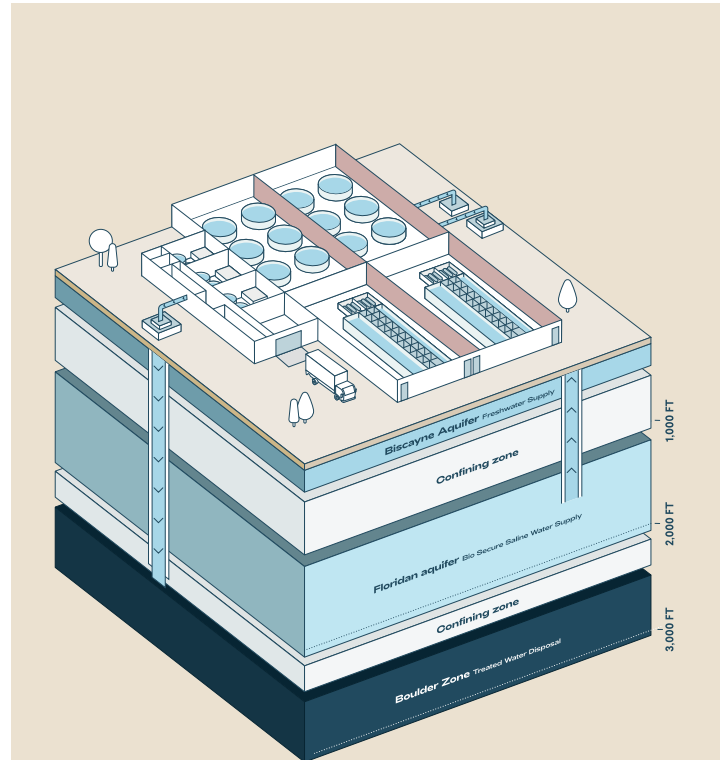 Biscayne Aquifer Freshwater Supply
Confining zone
1,000 FT
Floridan aquifer Bio Secure Saline Water Supply
2,000 FT
Confining zone
Boulder Zone Treated Water Disposal
3,000 FT